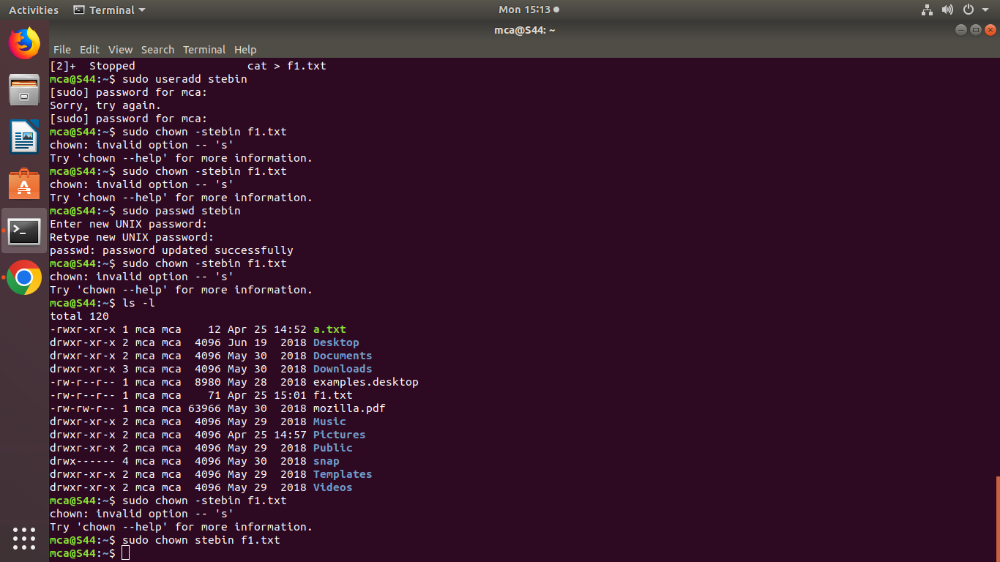 Activities Terminal Mon 15:13
mca@S44: ~
File Edit View Search Terminal Help
[2]+  Stopped                 cat > f1.txt
mca@S44:~$ sudo useradd stebin
[sudo] password for mca:
Sorry, try again.
[sudo] password for mca:
mca@S44:~$ sudo chown -stebin f1.txt
chown: invalid option -- 's'
Try 'chown --help' for more information.
mca@S44:~$ sudo chown -stebin f1.txt
chown: invalid option -- 's'
Try 'chown --help' for more information.
mca@S44:~$ sudo passwd stebin
Enter new UNIX password:
Retype new UNIX password:
passwd: password updated successfully
mca@S44:~$ sudo chown -stebin f1.txt
chown: invalid option -- 's'
Try 'chown --help' for more information.
mca@S44:~$ ls -l
total 120
-rwxr-xr-x 1 mca mca    12 Apr 25 14:52 a.txt
drwxr-xr-x 2 mca mca  4096 Jun 19  2018 Desktop
drwxr-xr-x 2 mca mca  4096 May 30  2018 Documents
drwxr-xr-x 3 mca mca  4096 May 30  2018 Downloads
-rw-r--r-- 1 mca mca  8980 May 28  2018 examples.desktop
-rw-r--r-- 1 mca mca    71 Apr 25 15:01 f1.txt
-rw-rw-r-- 1 mca mca 63966 May 30  2018 mozilla.pdf
drwxr-xr-x 2 mca mca  4096 May 29  2018 Music
drwxr-xr-x 2 mca mca  4096 Apr 25 14:57 Pictures
drwxr-xr-x 2 mca mca  4096 May 29  2018 Public
drwx------ 4 mca mca  4096 May 30  2018 snap
drwxr-xr-x 2 mca mca  4096 May 29  2018 Templates
drwxr-xr-x 2 mca mca  4096 May 29  2018 Videos
mca@S44:~$ sudo chown -stebin f1.txt
chown: invalid option -- 's'
Try 'chown --help' for more information.
mca@S44:~$ sudo chown stebin f1.txt
mca@S44:~$